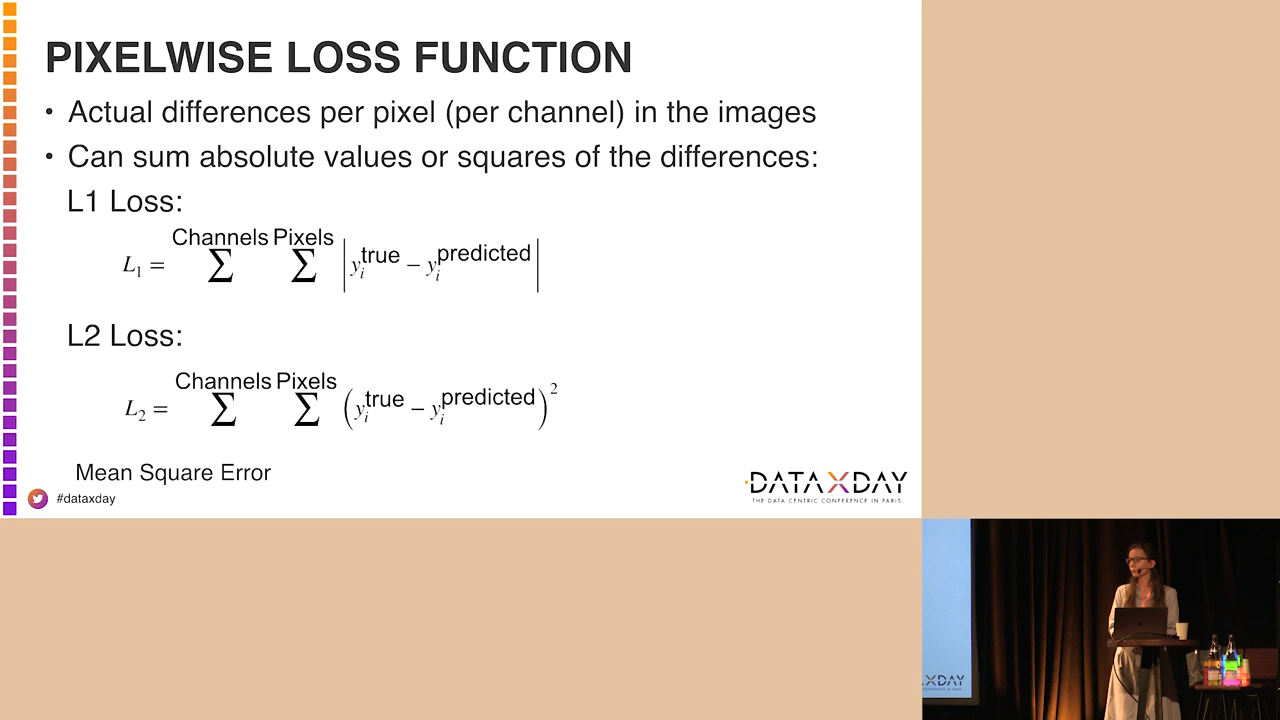 PIXELWISE LOSS FUNCTION
• Actual differences per pixel (per channel) in the images
• Can sum absolute values or squares of the differences:
L1 Loss:
Channels Pixels
L₁ = ∑ ∑ |yᵢ^true − yᵢ^predicted|
L2 Loss:
Channels Pixels
L₂ = ∑ ∑ (yᵢ^true − yᵢ^predicted)²
Mean Square Error
#dataxday
DATAXDAY
THE DATA CENTRIC CONFERENCE IN PARIS
XDAY